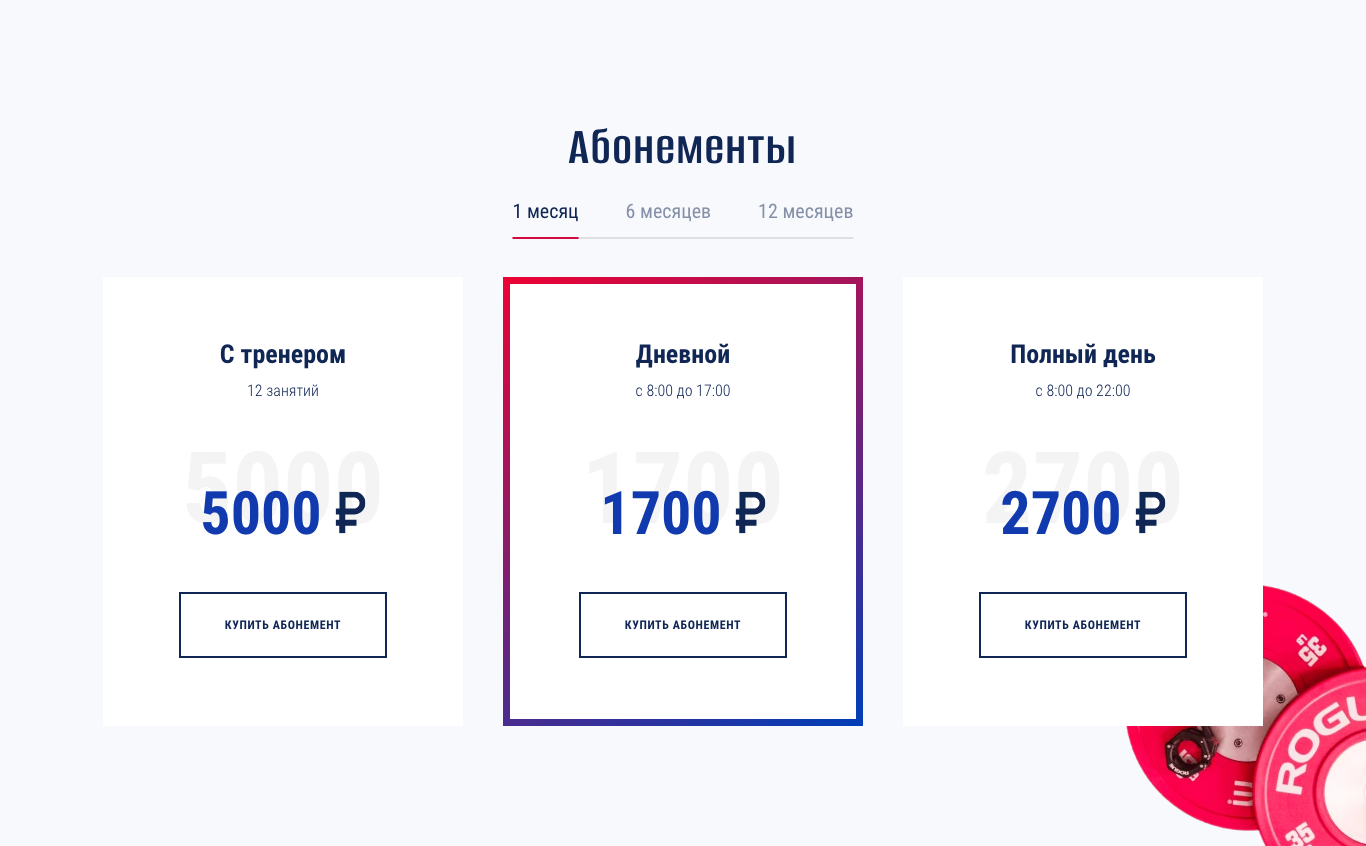 Абонементы
1 месяц 6 месяцев 12 месяцев
С тренером
12 занятий
5000
5000 ₽
КУПИТЬ АБОНЕМЕНТ
Дневной
с 8:00 до 17:00
1700
1700 ₽
КУПИТЬ АБОНЕМЕНТ
Полный день
с 8:00 до 22:00
2700
2700 ₽
КУПИТЬ АБОНЕМЕНТ
35
LB
ROGU
35